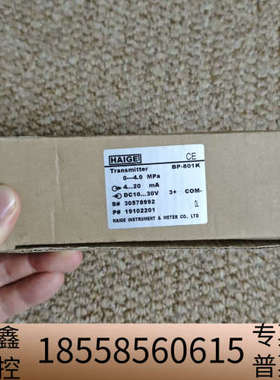 HAIGE CE
Transmitter BP-801K
0—4.0 MPa
4...20 mA
DC10...30V 3+ COM-
S# 30578992
P# 19102201
HAIGE INSTRUMENT & METER CO. LTD
鑫 18558560615 专
控 普